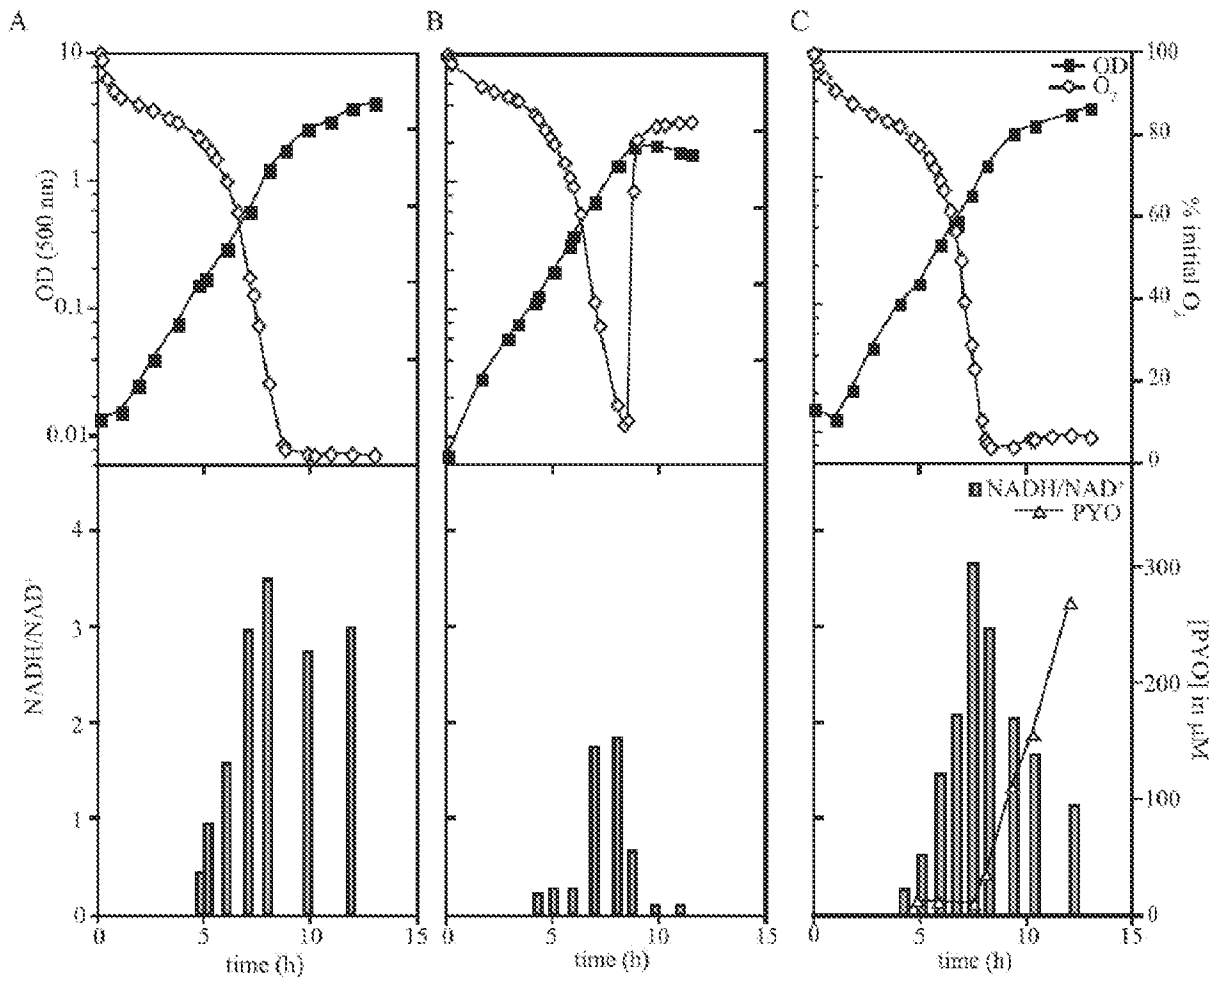 A
B
C
10
1
0.1
0.01
OD (500 nm)
OD
O2
100
80
60
40
20
0
% initial O2
4
3
2
1
0
NADH/NAD+
NADH/NAD+
PYO
300
200
100
0
[PYO] in µM
0 5 10 15
0 5 10 15
0 5 10 15
time (h)
time (h)
time (h)